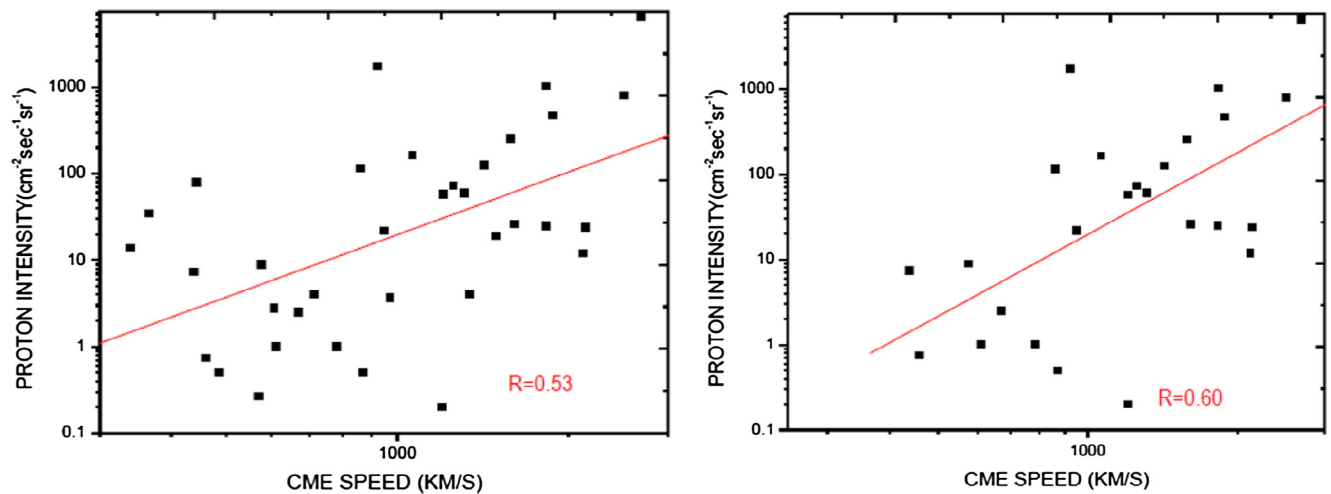 PROTON INTENSITY(cm⁻²sec⁻¹sr⁻¹)
1000
100
10
1
0.1
R=0.53
1000
CME SPEED (KM/S)
PROTON INTENSITY(cm⁻²sec⁻¹sr⁻¹)
1000
100
10
1
0.1
R=0.60
1000
CME SPEED (KM/S)